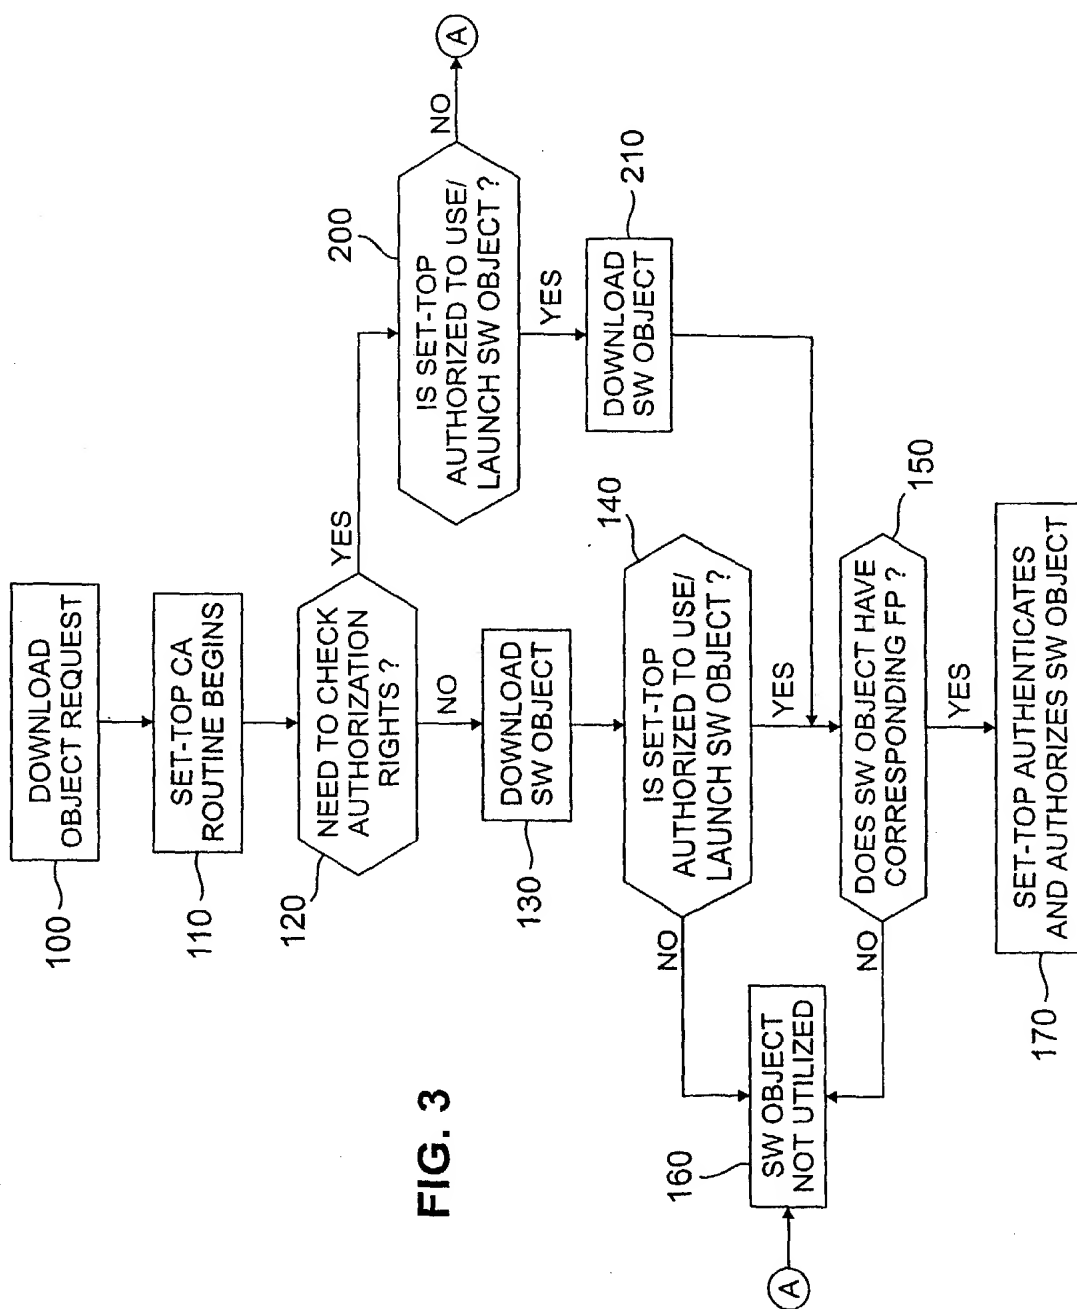 DOWNLOAD
OBJECT REQUEST
100
SET-TOP CA
ROUTINE BEGINS
110
NEED TO CHECK
AUTHORIZATION
RIGHTS ?
120
YES
NO
IS SET-TOP
AUTHORIZED TO USE/
LAUNCH SW OBJECT ?
200
NO
A
YES
DOWNLOAD
SW OBJECT
210
DOWNLOAD
SW OBJECT
130
IS SET-TOP
AUTHORIZED TO USE/
LAUNCH SW OBJECT ?
140
NO
YES
DOES SW OBJECT HAVE
CORRESPONDING FP ?
150
NO
YES
A
SW OBJECT
NOT UTILIZED
160
SET-TOP AUTHENTICATES
AND AUTHORIZES SW OBJECT
170
FIG. 3